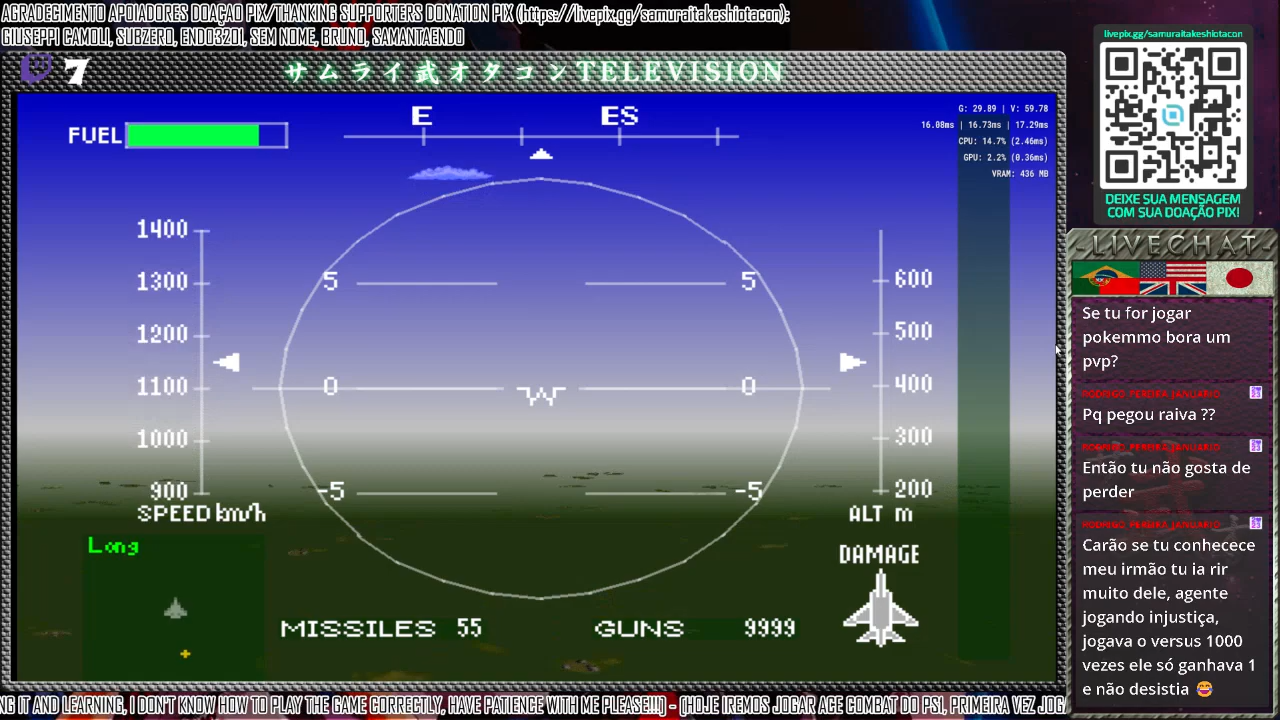 AGRADECIMENTO APOIADORES DOAÇAO PIX/THANKING SUPPORTERS DONATION PIX (https://livepix.gg/samuraitakeshiotacon):
GIUSEPPI CAMOLI, SUBZERO, ENDO3201, SEM NOME, BRUNO, SAMANTAENDO
7
サムライ武オタコンTELEVISION
livepix.gg/samuraitakeshiotacon
DEIXE SUA MENSAGEM
COM SUA DOAÇÃO PIX!
FUEL
E ES
G: 29.89 | V: 59.78
16.08ms | 16.73ms | 17.29ms
CPU: 14.7% (2.46ms)
GPU: 2.2% (0.36ms)
VRAM: 436 MB
1400
1300
1200
1100
1000
900
SPEED km/h
5 5
0 0
-5 -5
600
500
400
300
200
ALT m
Long
DAMAGE
MISSILES 55
GUNS 9999
-LIVECHAT-
Se tu for jogar
pokemmo bora um
pvp?
RODRIGO_PEREIRA_JANUARIO
Pq pegou raiva ??
RODRIGO_PEREIRA_JANUARIO
Então tu não gosta de
perder
RODRIGO_PEREIRA_JANUARIO
Carão se tu conhecece
meu irmão tu ia rir
muito dele, agente
jogando injustiça,
jogava o versus 1000
vezes ele só ganhava 1
e não desistia 😂
NG IT AND LEARNING, I DON'T KNOW HOW TO PLAY THE GAME CORRECTLY, HAVE PATIENCE WITH ME PLEASE!!!] - [HOJE IREMOS JOGAR ACE COMBAT DO PS1, PRIMEIRA VEZ JOG